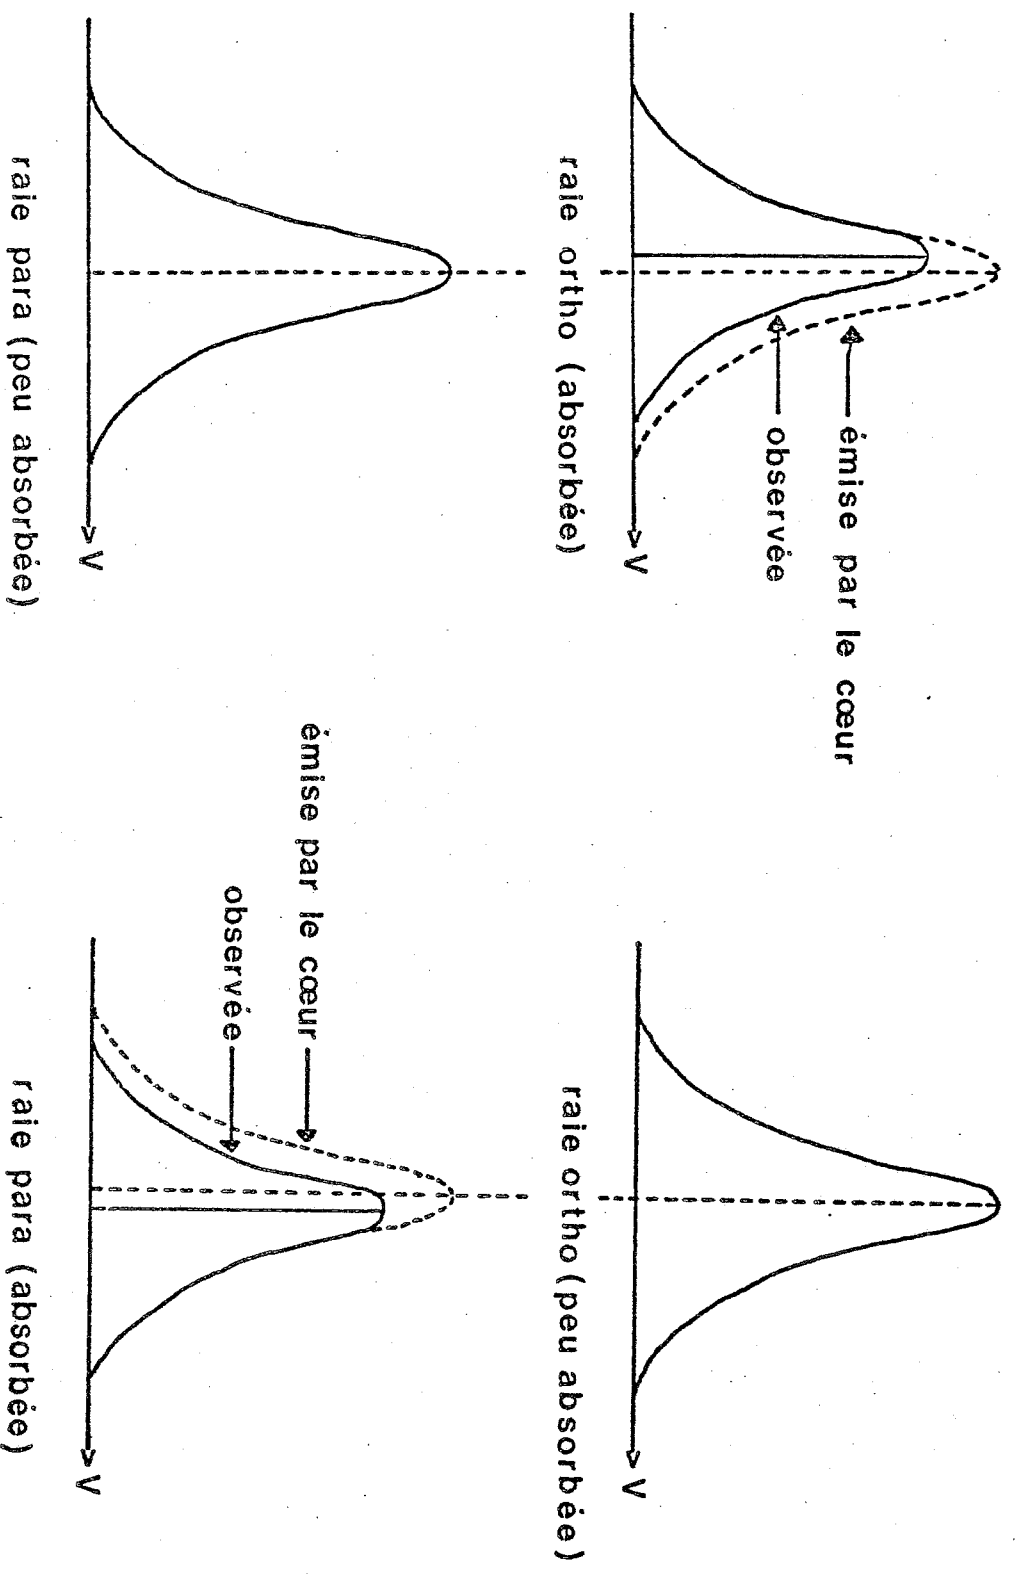 émise par le cœur
observée
V
raie ortho (absorbée)
V
raie ortho (peu absorbée)
V
raie para (peu absorbée)
émise par le cœur
observée
V
raie para (absorbée)